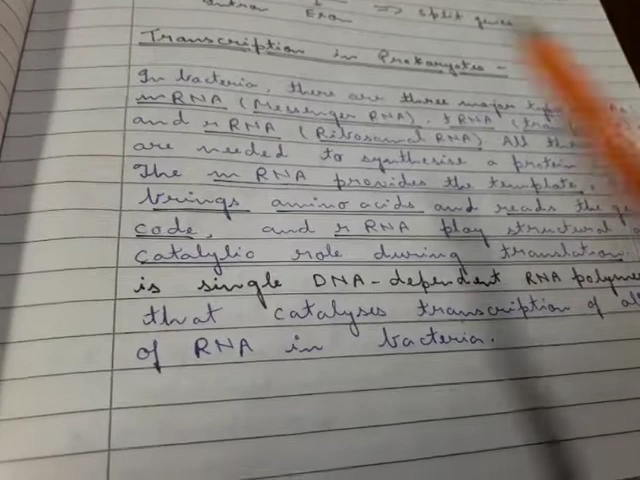 Intron Exon => split genes
Transcription in Prokaryotes -
In bacteria, there are three major
mRNA (Messenger RNA), tRNA
and rRNA (Ribosomal RNA) All
are needed to synthesise a protein
The mRNA provides the template,
brings amino acids and reads the
code, and rRNA play structural
catalytic role during translation
is single DNA-dependent RNA
that catalyses transcription of
of RNA in bacteria.